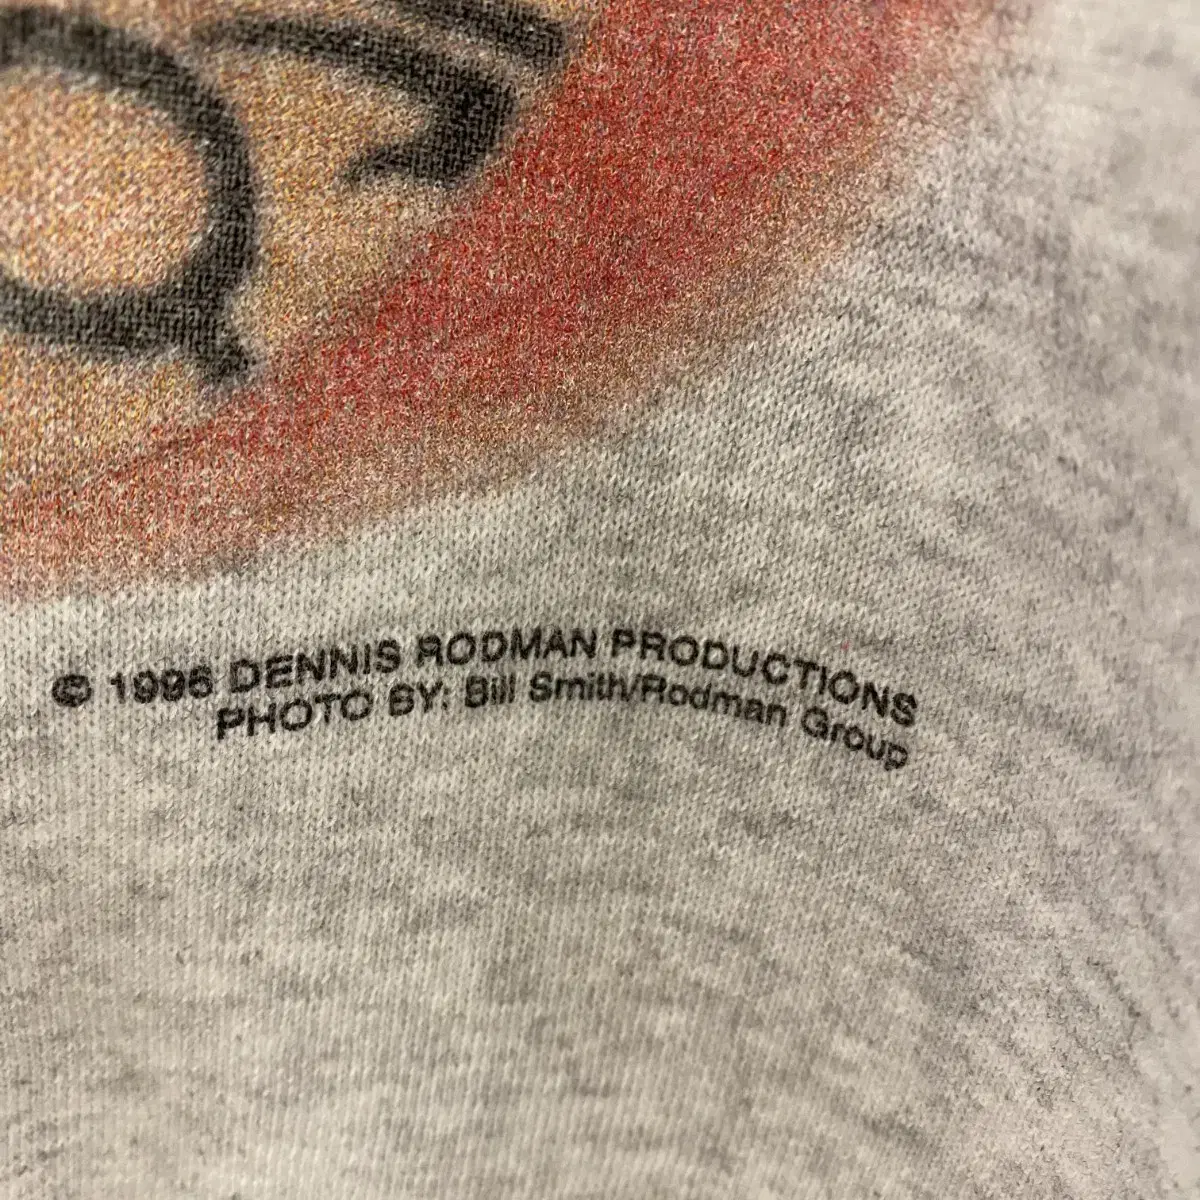 © 1996 DENNIS RODMAN PRODUCTIONS
PHOTO BY: Bill Smith/Rodman Group